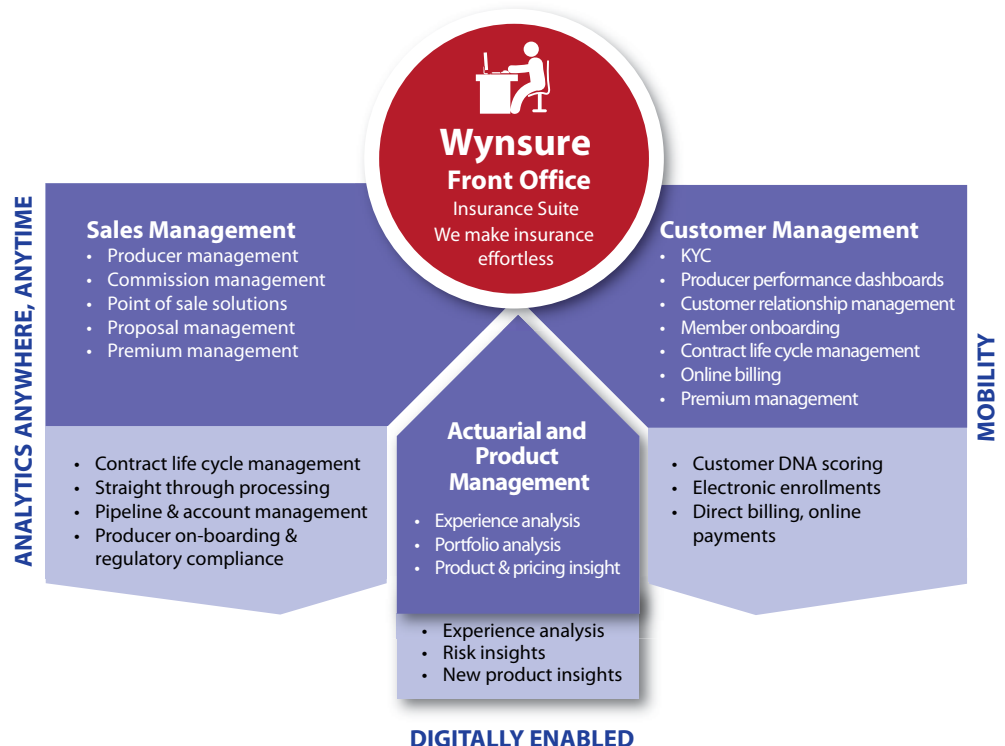 Wynsure
Front Office
Insurance Suite
We make insurance
effortless
ANALYTICS ANYWHERE, ANYTIME
Sales Management
• Producer management
• Commission management
• Point of sale solutions
• Proposal management
• Premium management
• Contract life cycle management
• Straight through processing
• Pipeline & account management
• Producer on-boarding &
regulatory compliance
Actuarial and
Product
Management
• Experience analysis
• Portfolio analysis
• Product & pricing insight
• Experience analysis
• Risk insights
• New product insights
Customer Management
• KYC
• Producer performance dashboards
• Customer relationship management
• Member onboarding
• Contract life cycle management
• Online billing
• Premium management
• Customer DNA scoring
• Electronic enrollments
• Direct billing, online
payments
MOBILITY
DIGITALLY ENABLED